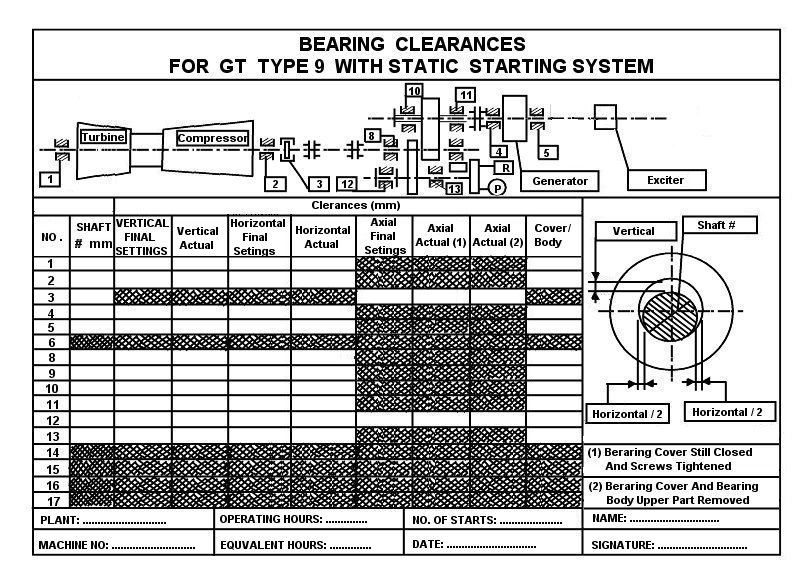 BEARING CLEARANCES
FOR GT TYPE 9 WITH STATIC STARTING SYSTEM
10
11
Turbine
Compressor
8
4
5
1
2
3
12
13
R
P
Generator
Exciter
Clerances (mm)
NO.
SHAFT # mm
VERTICAL FINAL SETTINGS
Vertical Actual
Horizontal Final Setings
Horizontal Actual
Axial Final Setings
Axial Actual (1)
Axial Actual (2)
Cover/ Body
Vertical
Shaft #
1
2
3
4
5
6
8
9
10
11
12
13
14
15
16
17
Horizontal / 2
Horizontal / 2
(1) Beraring Cover Still Closed
And Screws Tightened
(2) Beraring Cover And Bearing
Body Upper Part Removed
PLANT: ..........................
OPERATING HOURS: .............
NO. OF STARTS: ....................
NAME: ............................
MACHINE NO: ..........................
EQUVALENT HOURS: .............
DATE: ............................
SIGNATURE: ............................